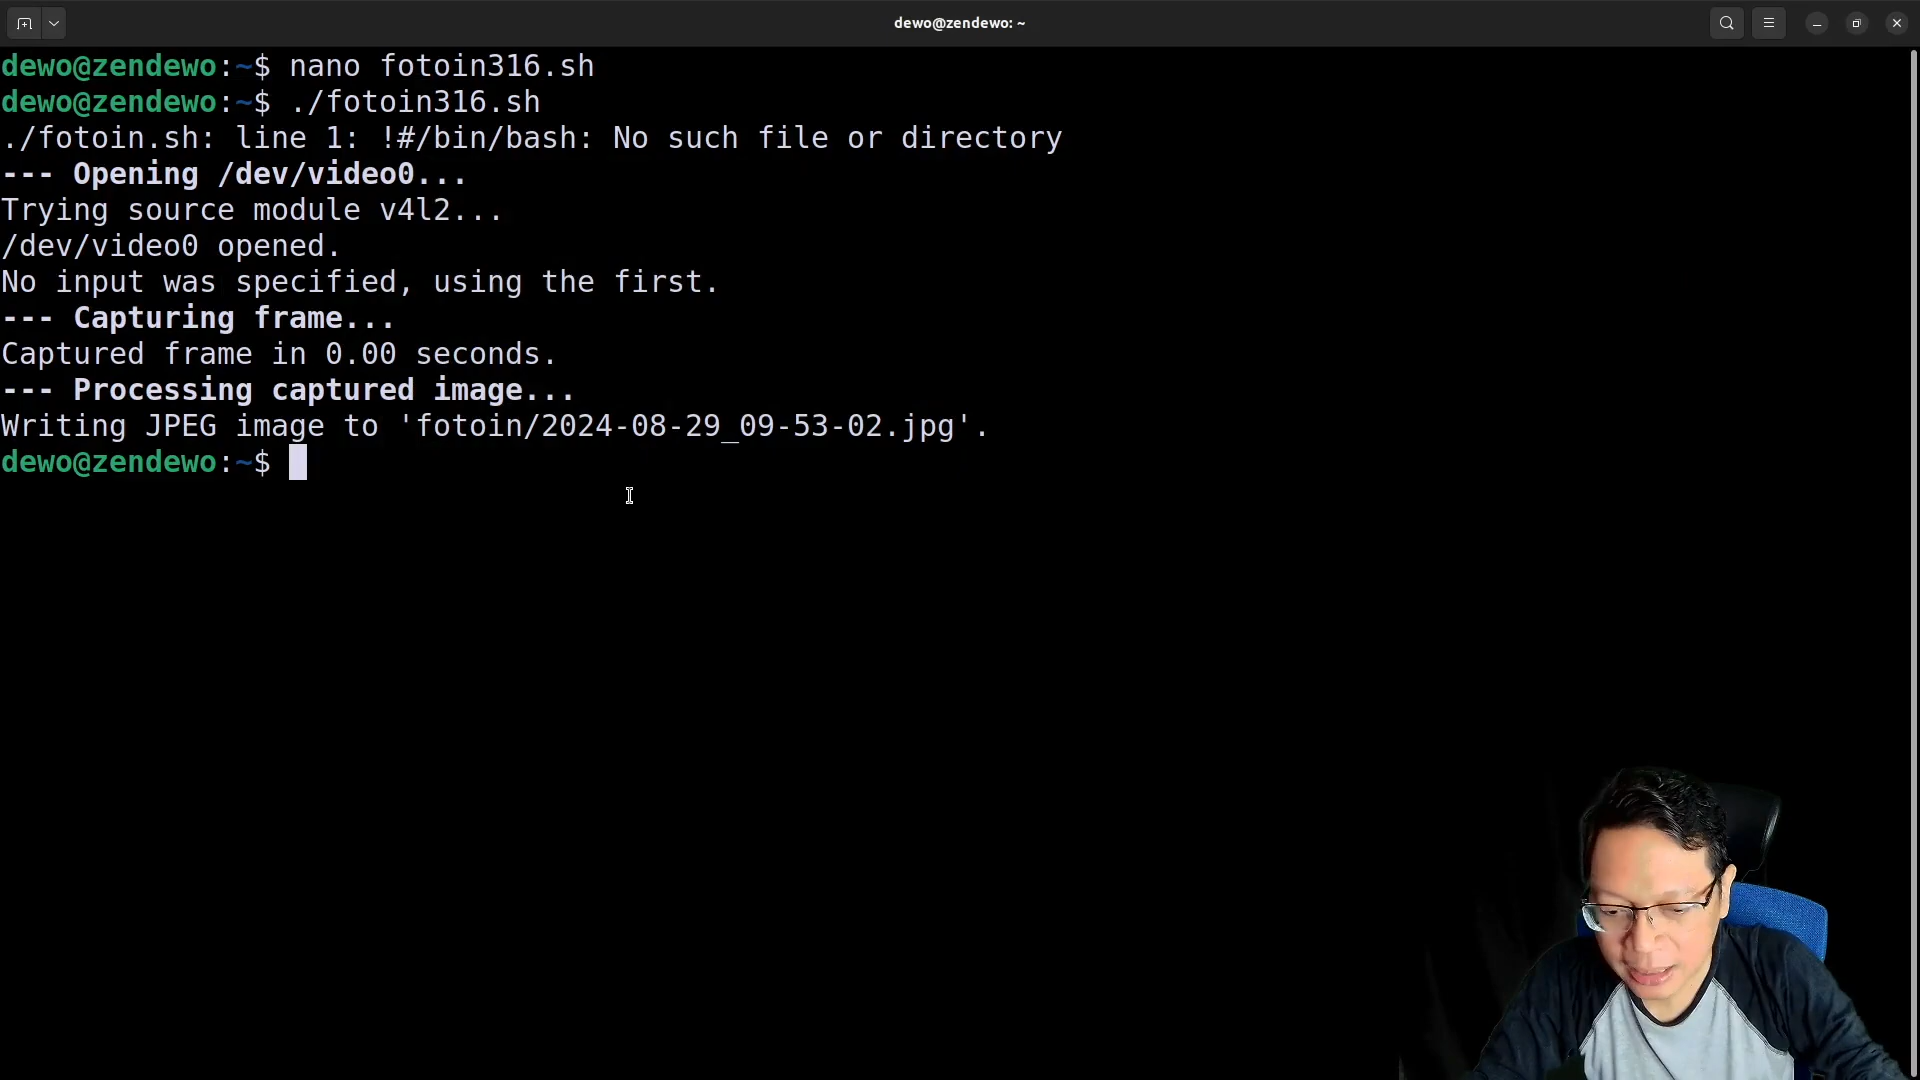 dewo@zendewo: ~
dewo@zendewo:~$ nano fotoin316.sh
dewo@zendewo:~$ ./fotoin316.sh
./fotoin.sh: line 1: !#/bin/bash: No such file or directory
--- Opening /dev/video0...
Trying source module v4l2...
/dev/video0 opened.
No input was specified, using the first.
--- Capturing frame...
Captured frame in 0.00 seconds.
--- Processing captured image...
Writing JPEG image to 'fotoin/2024-08-29_09-53-02.jpg'.
dewo@zendewo:~$